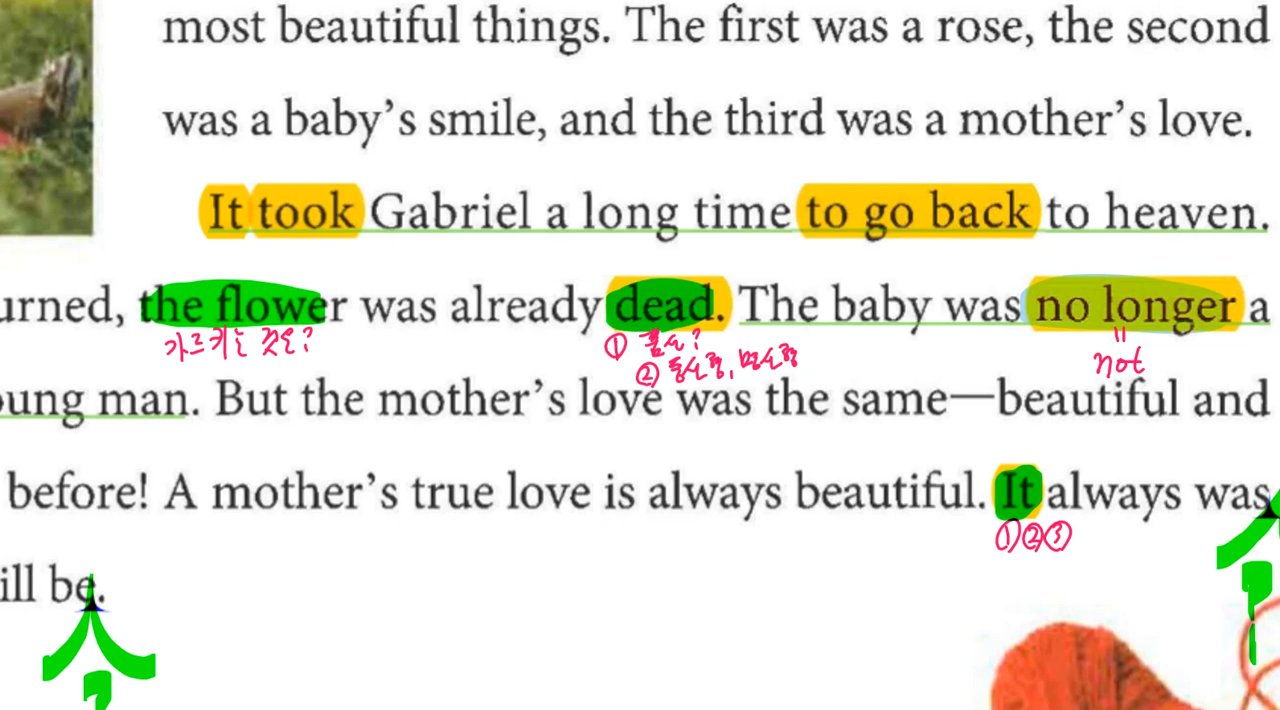 most beautiful things. The first was a rose, the second
was a baby's smile, and the third was a mother's love.
It took Gabriel a long time to go back to heaven.
urned, the flower was already dead. The baby was no longer a
가르키는 것은?
① 품사?
② 동소형, 명소형
=
not
oung man. But the mother's love was the same—beautiful and
before! A mother's true love is always beautiful. It always was
①②③
ill be.